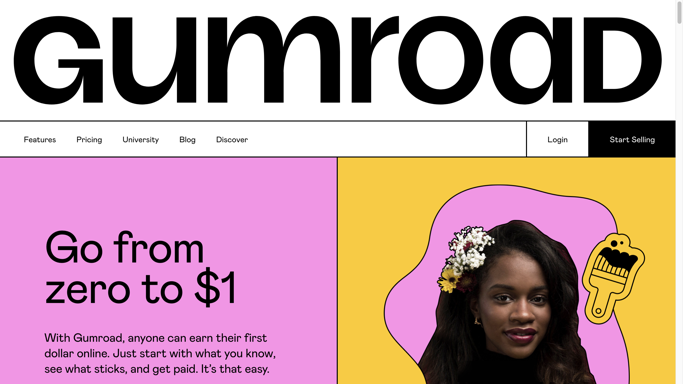 Gumroad
Features Pricing University Blog Discover Login Start Selling
Go from
zero to $1
With Gumroad, anyone can earn their first
dollar online. Just start with what you know,
see what sticks, and get paid. It's that easy.